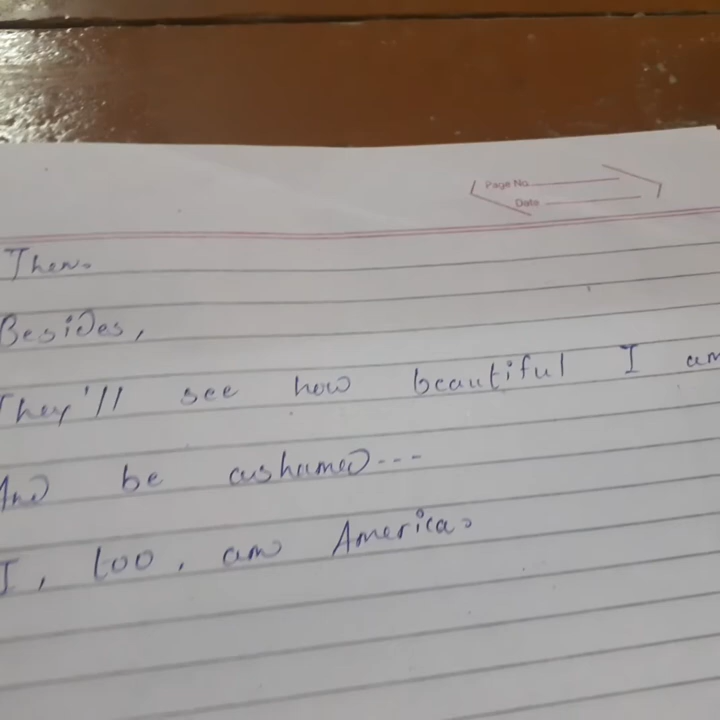 Page No.
Date
Then.
Besides,
They'll see how beautiful I am
And be ashamed---
I, too, am America.